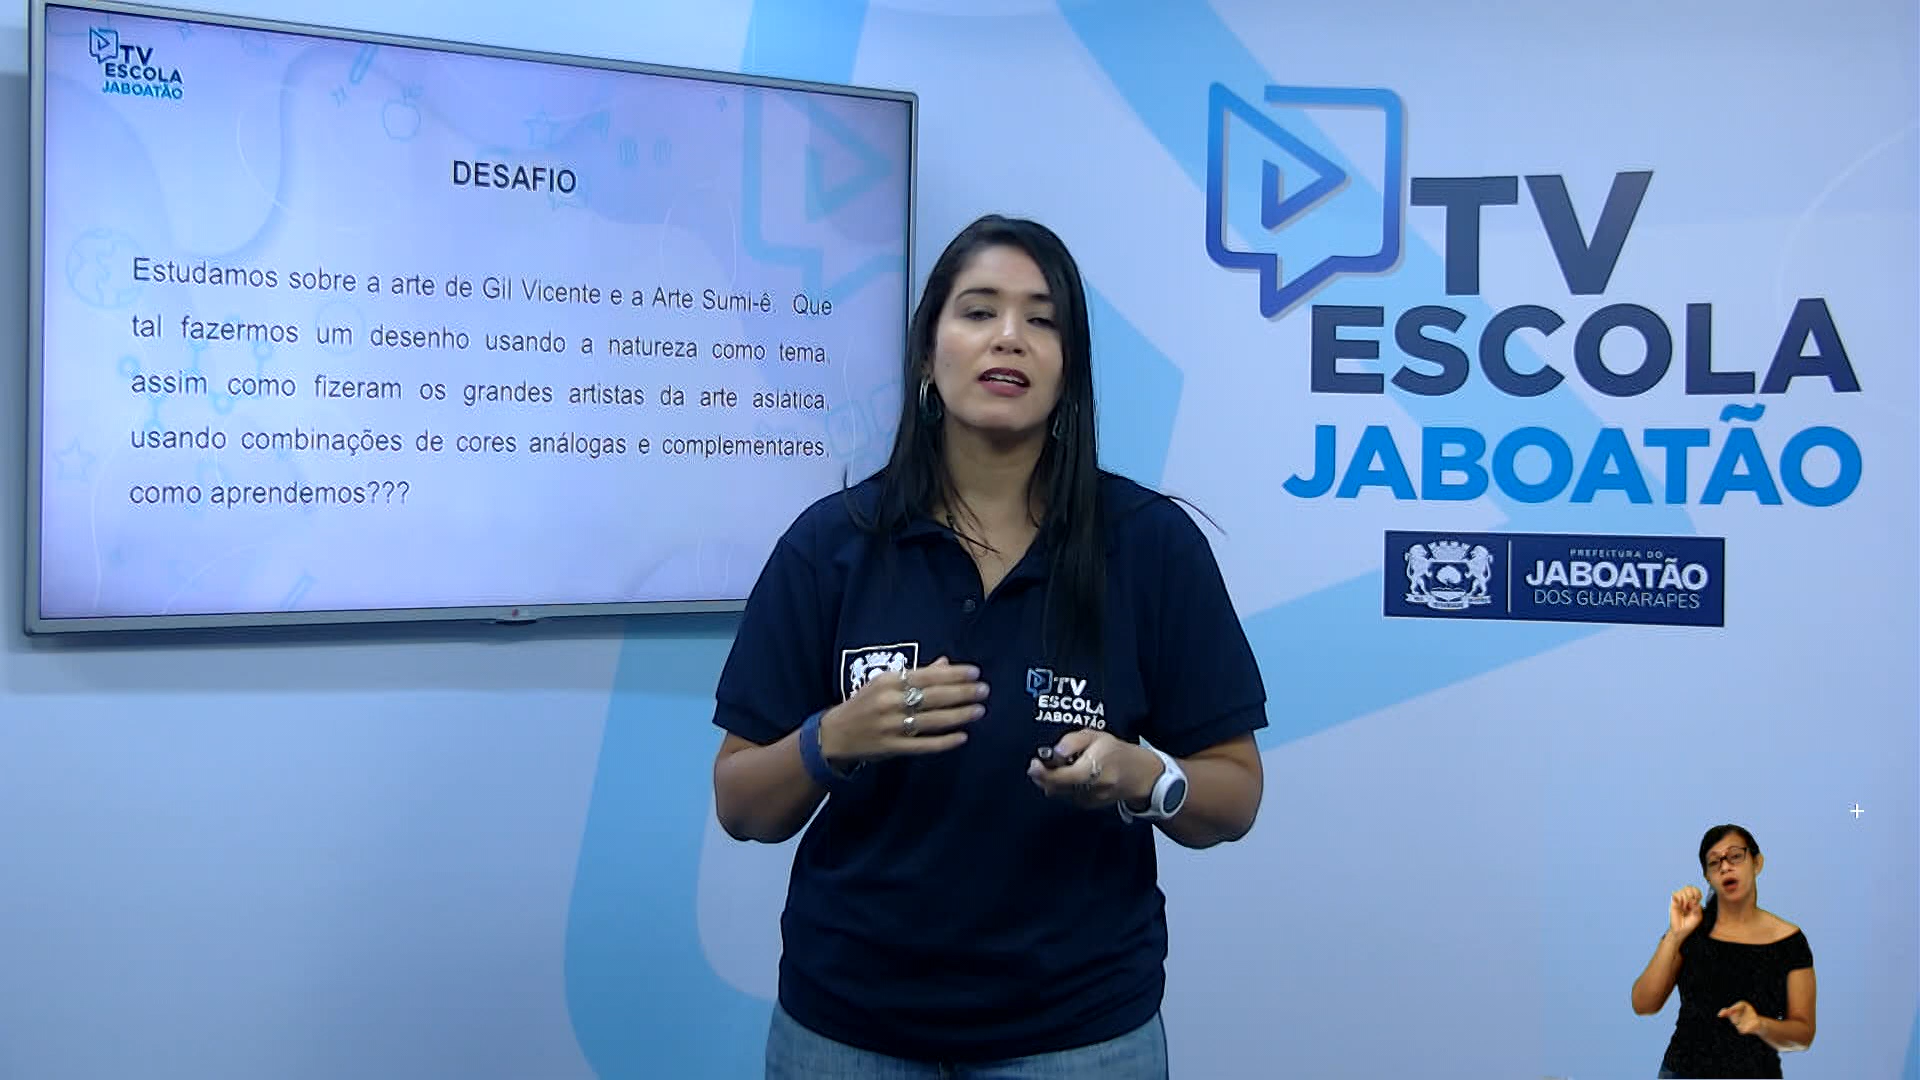 TV
ESCOLA
JABOATÃO
DESAFIO
Estudamos sobre a arte de Gil Vicente e a Arte Sumi-ê. Que
tal fazermos um desenho usando a natureza como tema,
assim como fizeram os grandes artistas da arte asiática,
usando combinações de cores análogas e complementares,
como aprendemos???
TV
ESCOLA
JABOATÃO
PREFEITURA DO
JABOATÃO
DOS GUARARAPES
TV
ESCOLA
JABOATÃO